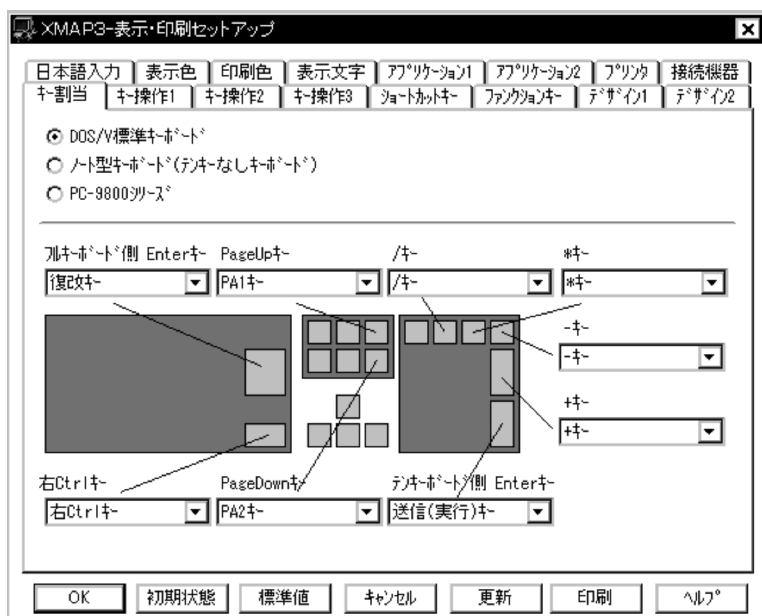 XMAP3-表示・印刷セットアップ
日本語入力 表示色 印刷色 表示文字 ｱﾌﾟﾘｹｰｼｮﾝ1 ｱﾌﾟﾘｹｰｼｮﾝ2 ﾌﾟﾘﾝﾀ 接続機器
ｷｰ割当 ｷｰ操作1 ｷｰ操作2 ｷｰ操作3 ｼｮｰﾄｶｯﾄｷｰ ﾌｧﾝｸｼｮﾝｷｰ ﾃﾞｻﾞｲﾝ1 ﾃﾞｻﾞｲﾝ2
DOS/V標準ｷｰﾎﾞｰﾄﾞ
ﾉｰﾄ型ｷｰﾎﾞｰﾄﾞ(ﾃﾝｷｰなしｷｰﾎﾞｰﾄﾞ)
PC-9800ｼﾘｰｽﾞ
ﾌﾙｷｰﾎﾞｰﾄﾞ側 Enterｷｰ PageUpｷｰ /ｷｰ *ｷｰ
復改ｷｰ PA1ｷｰ /ｷｰ *ｷｰ
-ｷｰ
-ｷｰ
+ｷｰ
+ｷｰ
右Ctrlｷｰ PageDownｷｰ ﾃﾝｷｰﾎﾞｰﾄﾞ側 Enterｷｰ
右Ctrlｷｰ PA2ｷｰ 送信(実行)ｷｰ
OK 初期状態 標準値 ｷｬﾝｾﾙ 更新 印刷 ﾍﾙﾌﾟ